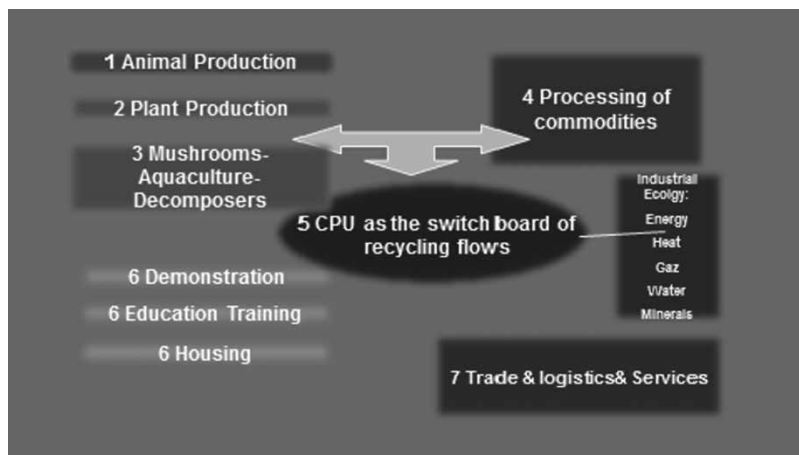 1 Animal Production
2 Plant Production
3 Mushrooms-
Aquaculture-
Decomposers
4 Processing of
commodities
5 CPU as the switch board of
recycling flows
Industrial
Ecolgy:
Energy
Heat
Gaz
Water
Minerals
6 Demonstration
6 Education Training
6 Housing
7 Trade & logistics& Services